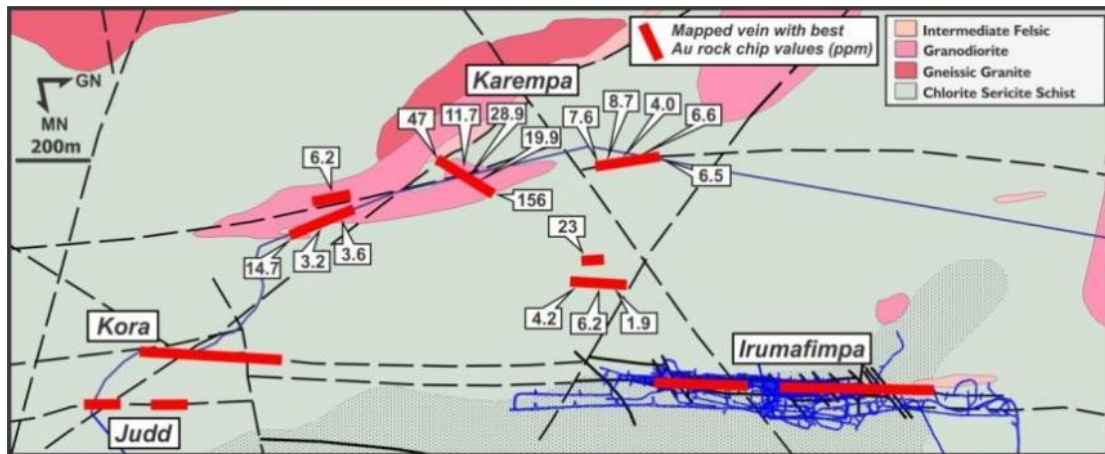 Mapped vein with best
Au rock chip values (ppm)
Intermediate Felsic
Granodiorite
Gneissic Granite
Chlorite Sericite Schist
GN
MN
200m
Karempa
47
11.7
28.9
19.9
156
7.6
8.7
4.0
6.6
6.5
6.2
14.7
3.2
3.6
23
4.2
6.2
1.9
Kora
Judd
Irumafimpa